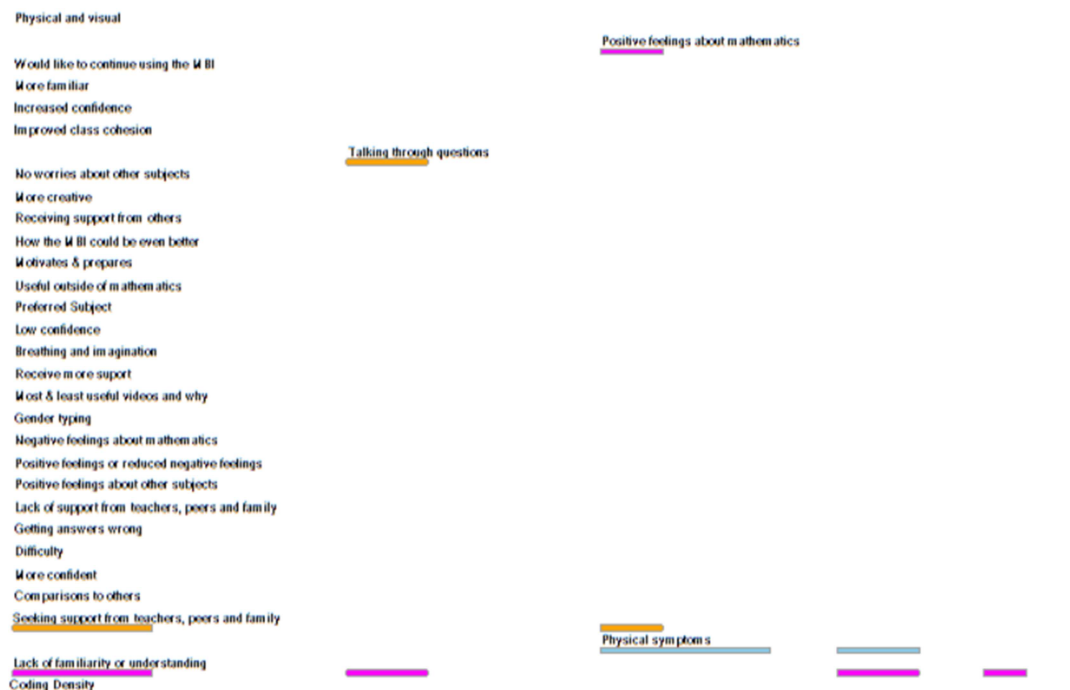 Physical and visual
Positive feelings about mathematics
Would like to continue using the MBI
More familiar
Increased confidence
Improved class cohesion
Talking through questions
No worries about other subjects
More creative
Receiving support from others
How the MBI could be even better
Motivates & prepares
Useful outside of mathematics
Preferred Subject
Low confidence
Breathing and imagination
Receive more suport
Most & least useful videos and why
Gender typing
Negative feelings about mathematics
Positive feelings or reduced negative feelings
Positive feelings about other subjects
Lack of support from teachers, peers and family
Getting answers wrong
Difficulty
More confident
Comparisons to others
Seeking support from teachers, peers and family
Physical symptoms
Lack of familiarity or understanding
Coding Density